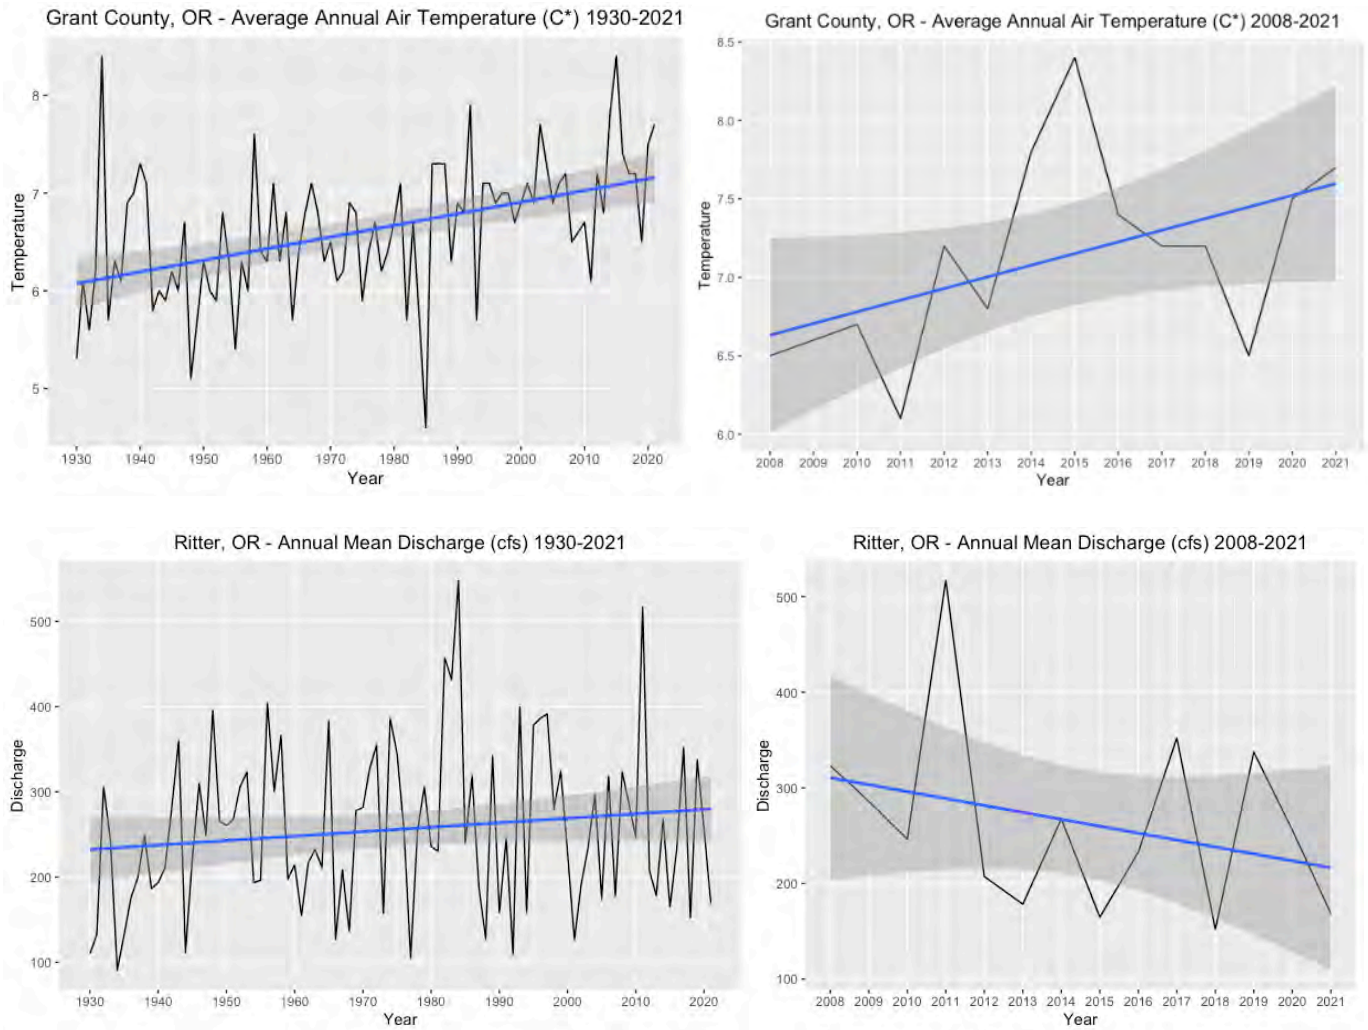 Grant County, OR - Average Annual Air Temperature (C*) 1930-2021
8
7
6
5
Temperature
1930 1940 1950 1960 1970 1980 1990 2000 2010 2020
Year
Grant County, OR - Average Annual Air Temperature (C*) 2008-2021
8.5
8.0
7.5
7.0
6.5
6.0
Temperature
2008 2009 2010 2011 2012 2013 2014 2015 2016 2017 2018 2019 2020 2021
Year
Ritter, OR - Annual Mean Discharge (cfs) 1930-2021
500
400
300
200
100
Discharge
1930 1940 1950 1960 1970 1980 1990 2000 2010 2020
Year
Ritter, OR - Annual Mean Discharge (cfs) 2008-2021
500
400
300
200
100
Discharge
2008 2009 2010 2011 2012 2013 2014 2015 2016 2017 2018 2019 2020 2021
Year